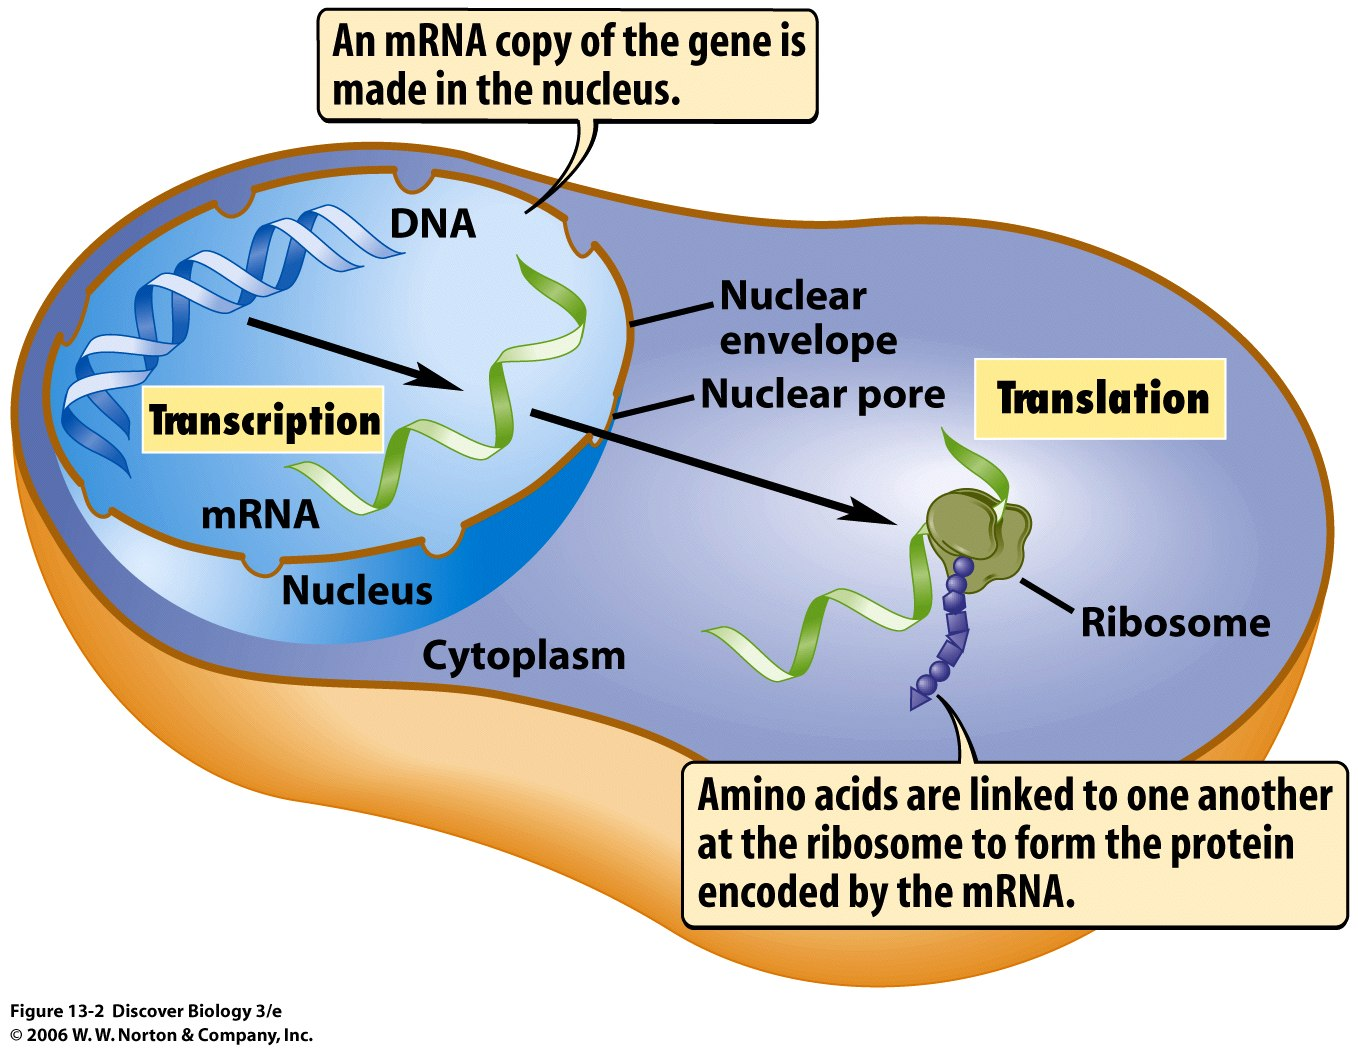 An mRNA copy of the gene is
made in the nucleus.
DNA
Nuclear
envelope
Nuclear pore
Translation
Transcription
mRNA
Nucleus
Cytoplasm
Ribosome
Amino acids are linked to one another
at the ribosome to form the protein
encoded by the mRNA.
Figure 13-2 Discover Biology 3/e
© 2006 W. W. Norton & Company, Inc.